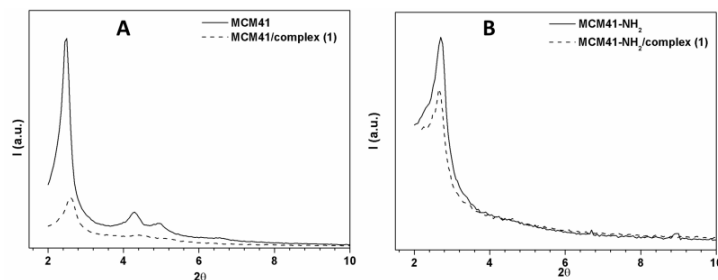 A
MCM41
MCM41/complex (1)
I (a.u.)
2 4 6 8 10
2θ
B
MCM41-NH2
MCM41-NH2/complex (1)
I (a.u.)
2 4 6 8 10
2θ